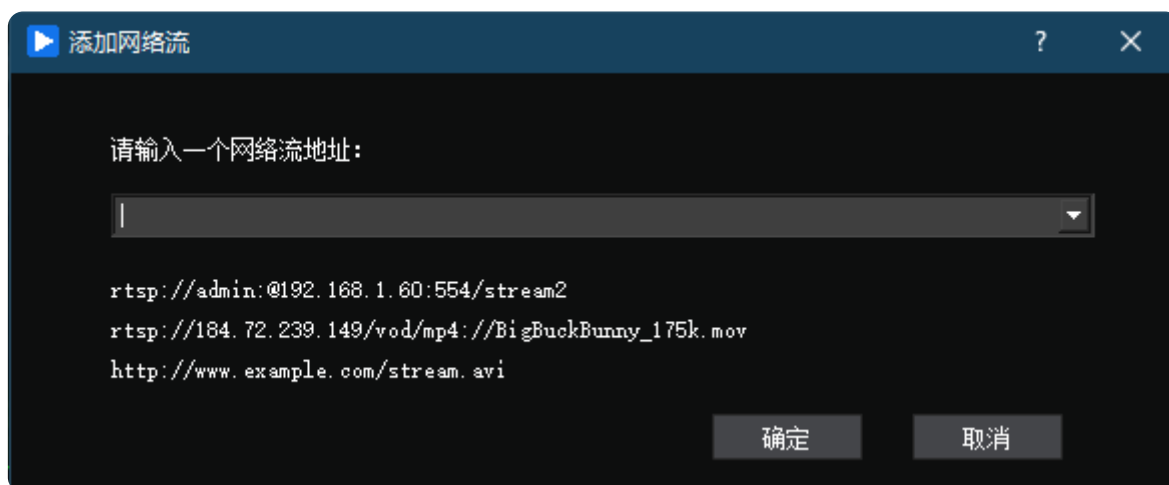 添加网络流
请输入一个网络流地址：
rtsp://admin:@192.168.1.60:554/stream2
rtsp://184.72.239.149/vod/mp4://BigBuckBunny_175k.mov
http://www.example.com/stream.avi
确定 取消